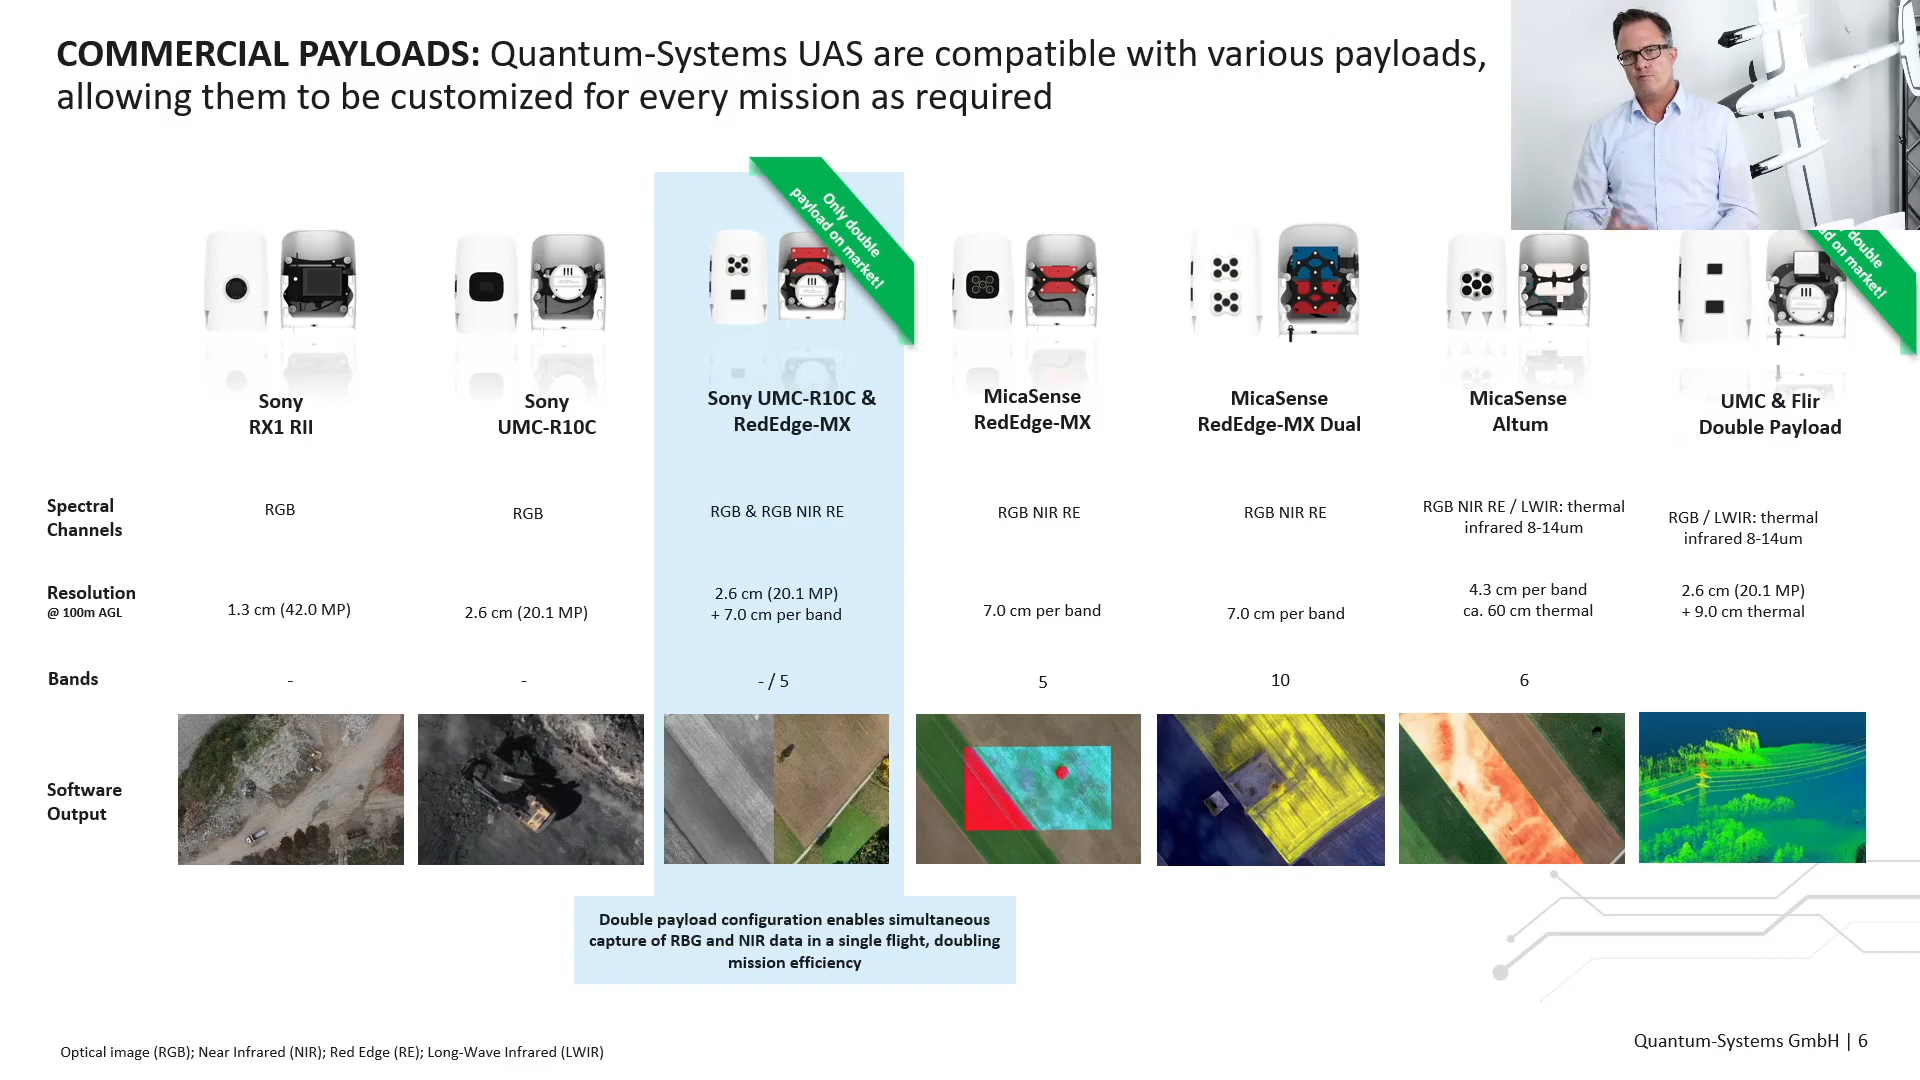 COMMERCIAL PAYLOADS: Quantum-Systems UAS are compatible with various payloads,
allowing them to be customized for every mission as required
Only double
payload on market!
double
on market!
Sony
RX1 RII
Sony
UMC-R10C
Sony UMC-R10C &
RedEdge-MX
MicaSense
RedEdge-MX
MicaSense
RedEdge-MX Dual
MicaSense
Altum
UMC & Flir
Double Payload
Spectral
Channels
RGB
RGB
RGB & RGB NIR RE
RGB NIR RE
RGB NIR RE
RGB NIR RE / LWIR: thermal
infrared 8-14um
RGB / LWIR: thermal
infrared 8-14um
Resolution
@ 100m AGL
1.3 cm (42.0 MP)
2.6 cm (20.1 MP)
2.6 cm (20.1 MP)
+ 7.0 cm per band
7.0 cm per band
7.0 cm per band
4.3 cm per band
ca. 60 cm thermal
2.6 cm (20.1 MP)
+ 9.0 cm thermal
Bands
-
-
- / 5
5
10
6
Software
Output
Double payload configuration enables simultaneous
capture of RBG and NIR data in a single flight, doubling
mission efficiency
Optical image (RGB); Near Infrared (NIR); Red Edge (RE); Long-Wave Infrared (LWIR)
Quantum-Systems GmbH | 6